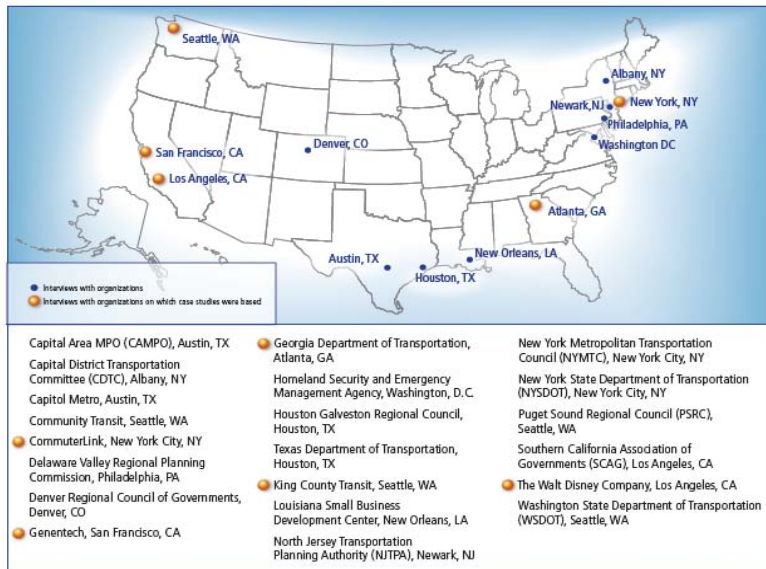 Seattle, WA
Albany, NY
Newark,NJ
New York, NY
Philadelphia, PA
Washington DC
Denver, CO
San Francisco, CA
Los Angeles, CA
Atlanta, GA
New Orleans, LA
Austin, TX
Houston, TX
Interviews with organizations
Interviews with organizations on which case studies were based
Capital Area MPO (CAMPO), Austin, TX
Capital District Transportation
Committee (CDTC), Albany, NY
Capitol Metro, Austin, TX
Community Transit, Seattle, WA
CommuterLink, New York City, NY
Delaware Valley Regional Planning
Commission, Philadelphia, PA
Denver Regional Council of Governments,
Denver, CO
Genentech, San Francisco, CA
Georgia Department of Transportation,
Atlanta, GA
Homeland Security and Emergency
Management Agency, Washington, D.C.
Houston Galveston Regional Council,
Houston, TX
Texas Department of Transportation,
Houston, TX
King County Transit, Seattle, WA
Louisiana Small Business
Development Center, New Orleans, LA
North Jersey Transportation
Planning Authority (NJTPA), Newark, NJ
New York Metropolitan Transportation
Council (NYMTC), New York City, NY
New York State Department of Transportation
(NYSDOT), New York City, NY
Puget Sound Regional Council (PSRC),
Seattle, WA
Southern California Association of
Governments (SCAG), Los Angeles, CA
The Walt Disney Company, Los Angeles, CA
Washington State Department of Transportation
(WSDOT), Seattle, WA